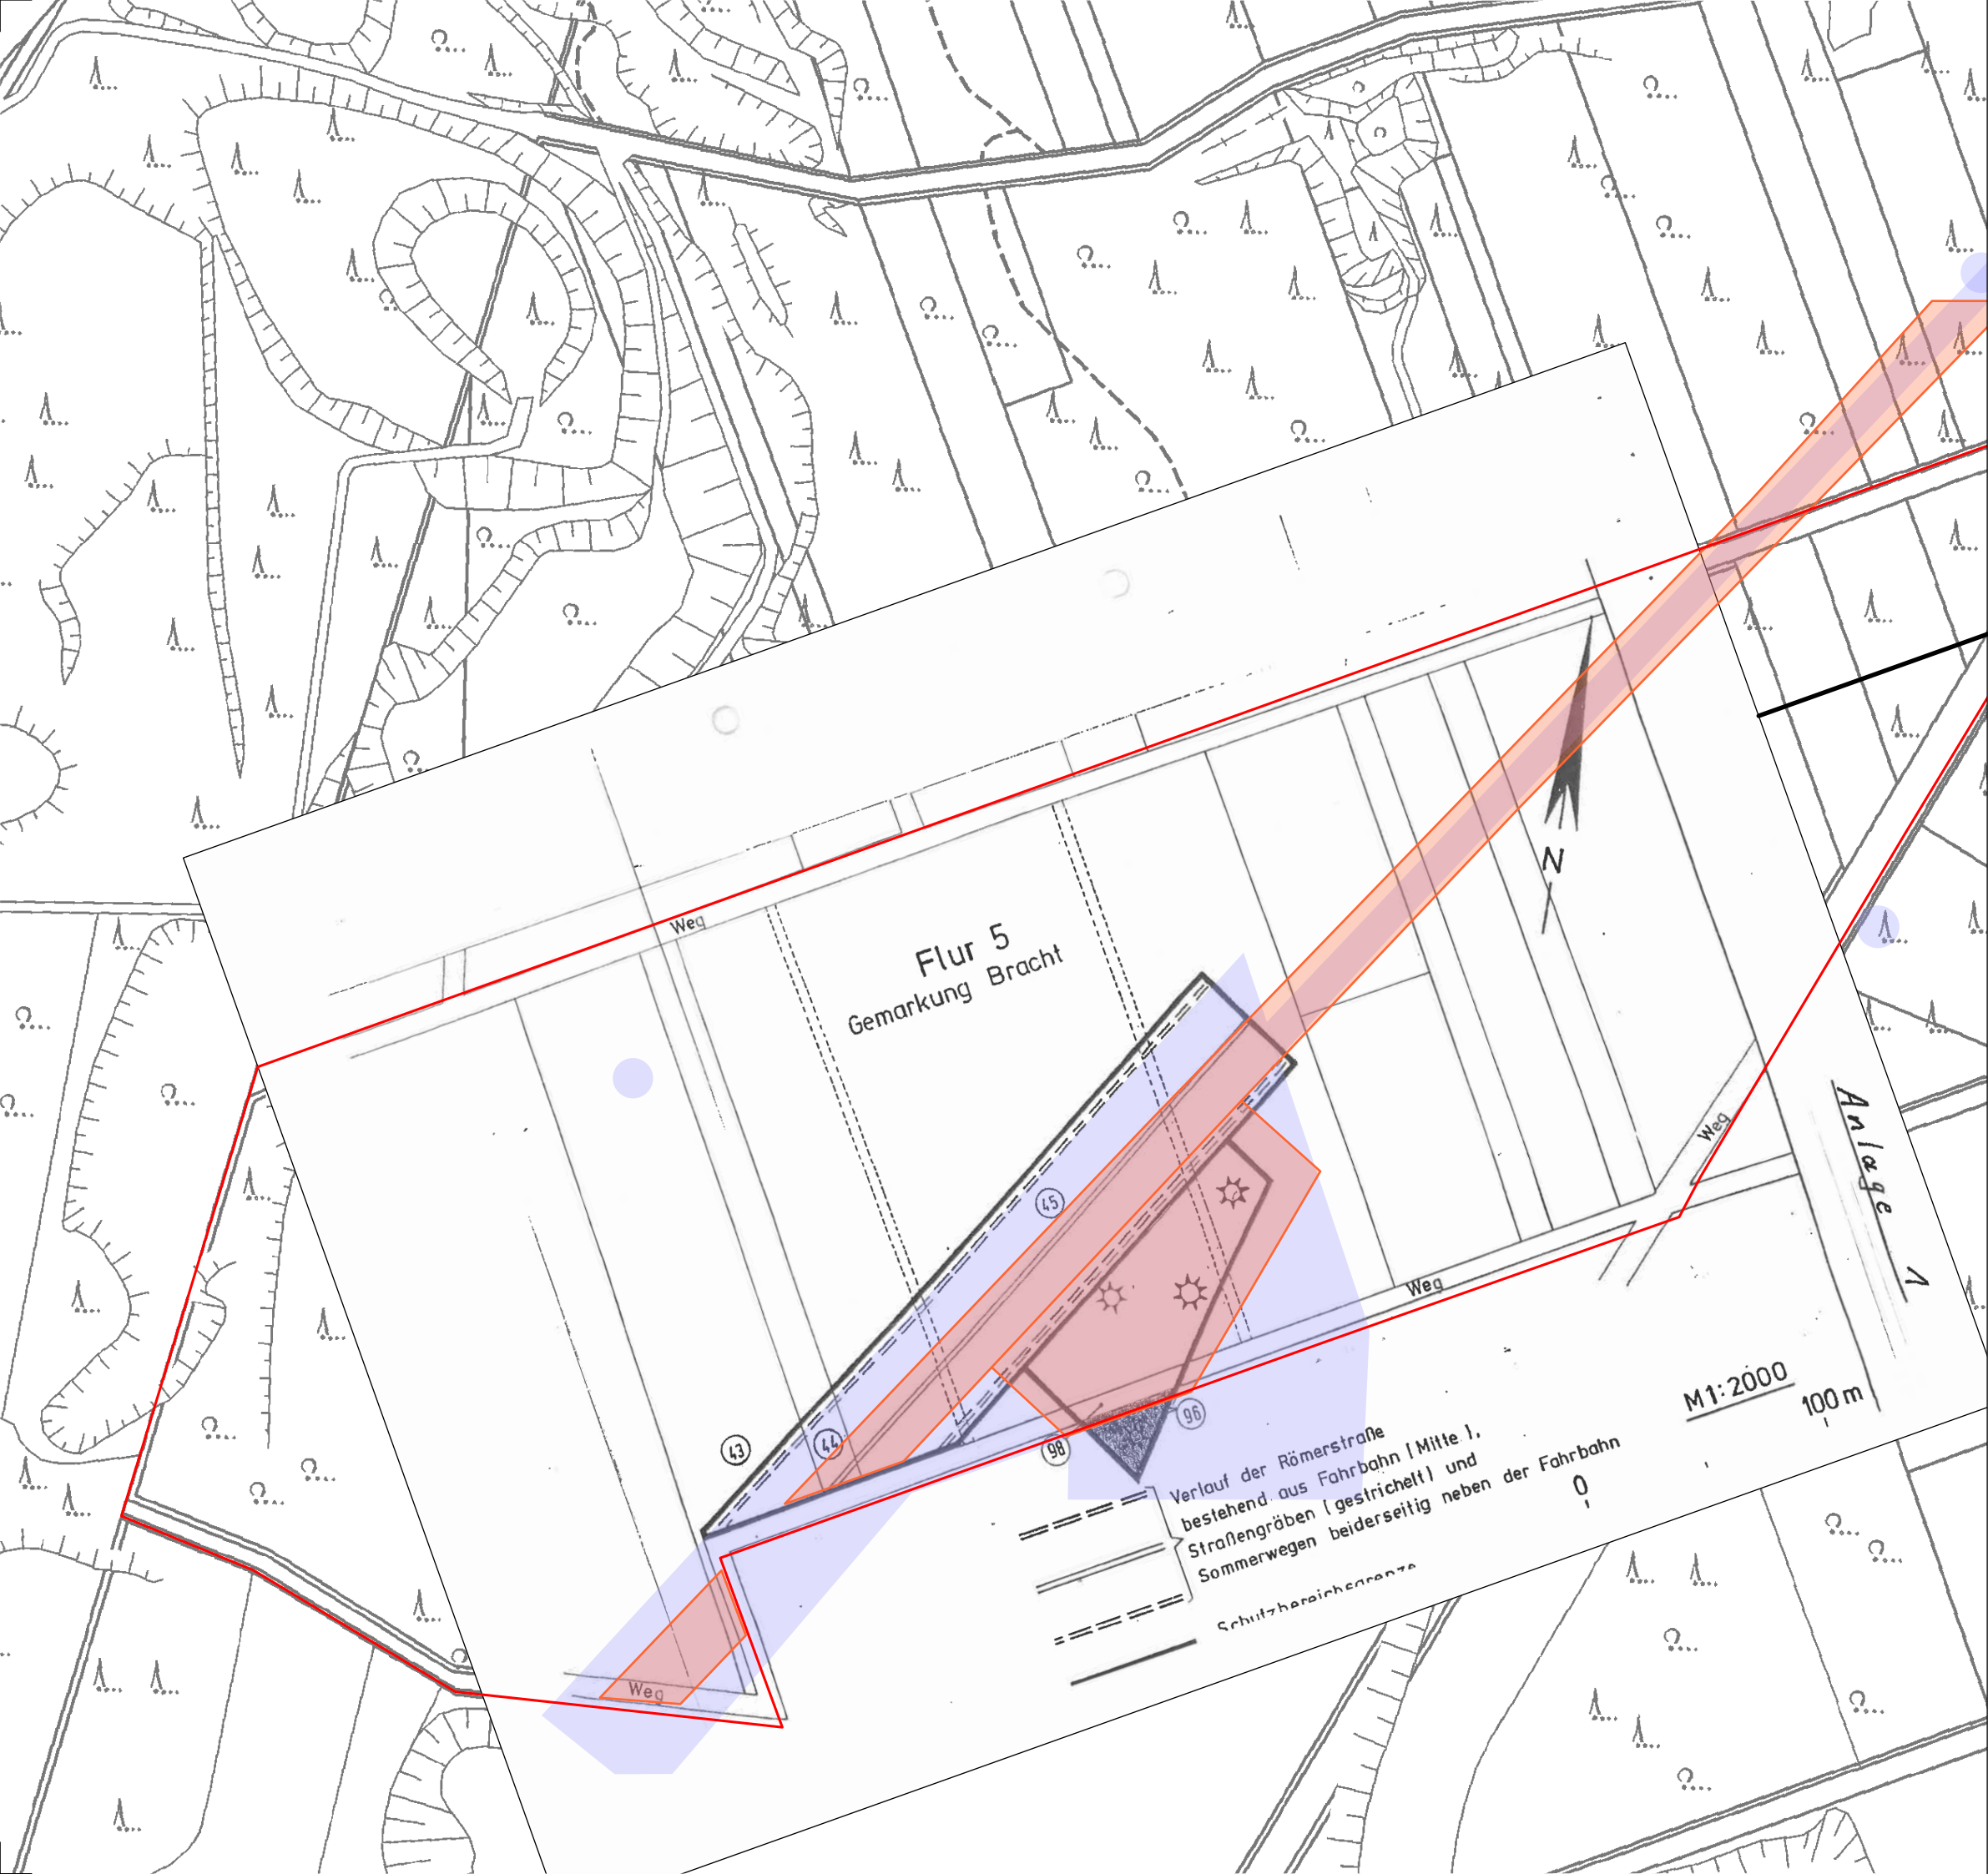 Weg
Flur 5
Gemarkung Bracht
N
Weg
Anlage 1
45
Weg
M1:2000
100 m
0
43
44
98
96
Verlauf der Römerstraße
bestehend aus Fahrbahn (Mitte),
Straßengräben (gestrichelt) und
Sommerwegen beiderseitig neben der Fahrbahn
Schutzbereichsgrenze
Weg